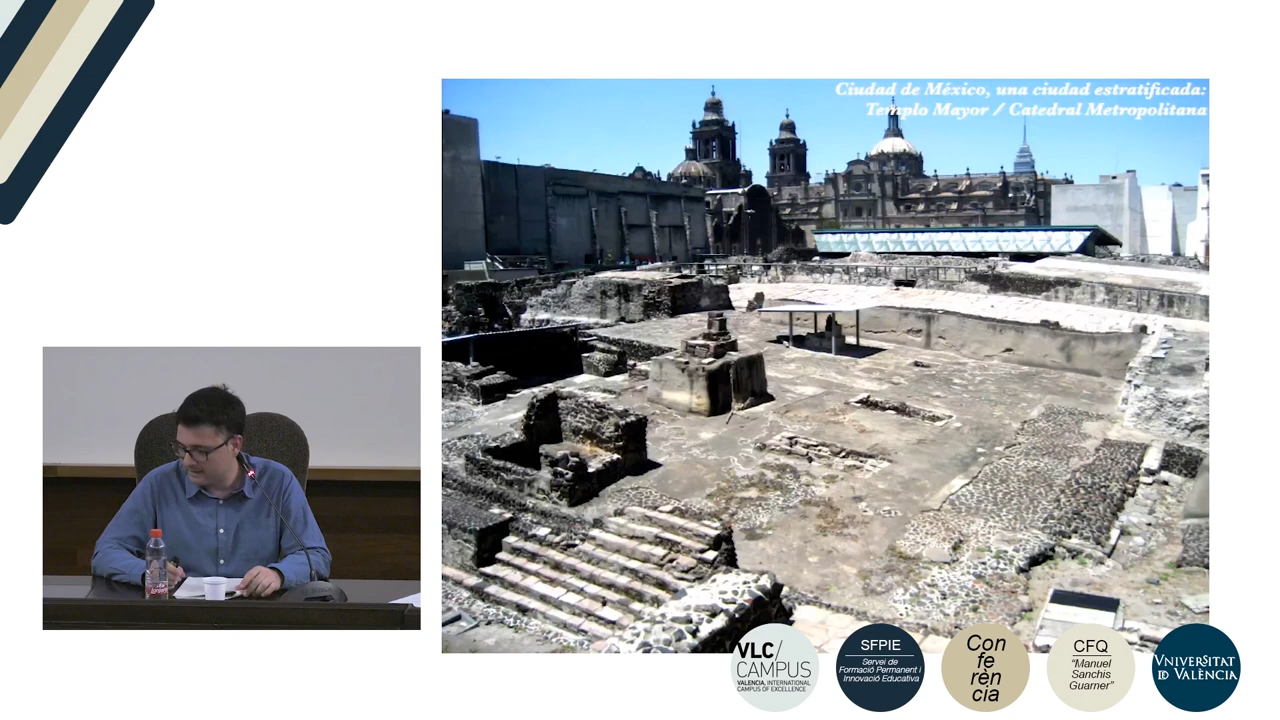 Ciudad de México, una ciudad estratificada:
Templo Mayor / Catedral Metropolitana
VLC/
CAMPUS
VALENCIA, INTERNATIONAL
CAMPUS OF EXCELLENCE
SFPIE
Servei de
Formació Permanent i
Innovació Educativa
Con
fe
rèn
cia
CFQ
“Manuel
Sanchis
Guarner”
VNIVERSITAT
ID VALÈNCIA